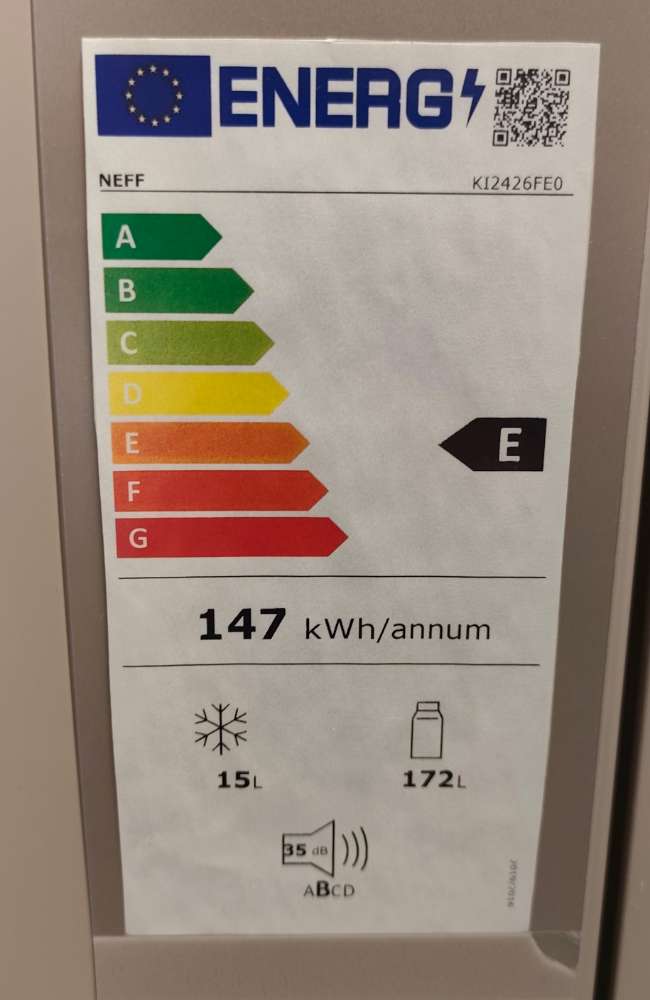 ENERG
NEFF KI2426FE0
A
B
C
D
E
E
F
G
147 kWh/annum
15L 172L
35 dB
ABCD
2019/2016